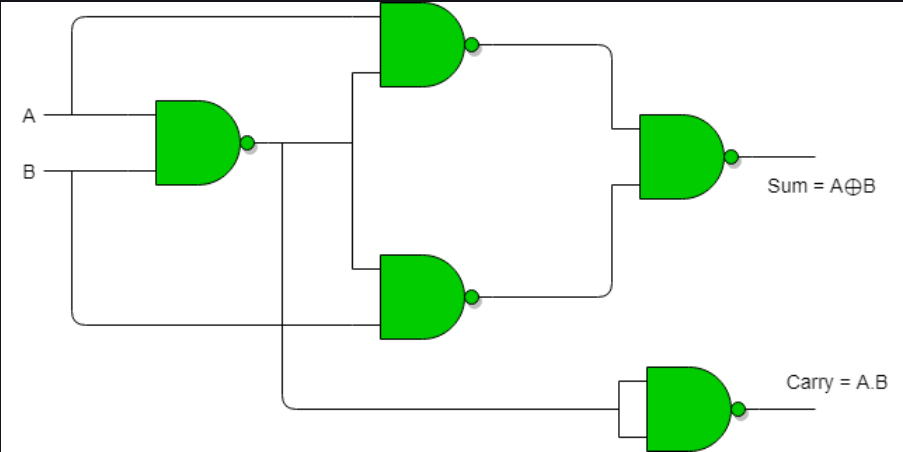 A
B
Sum = A⊕B
Carry = A.B